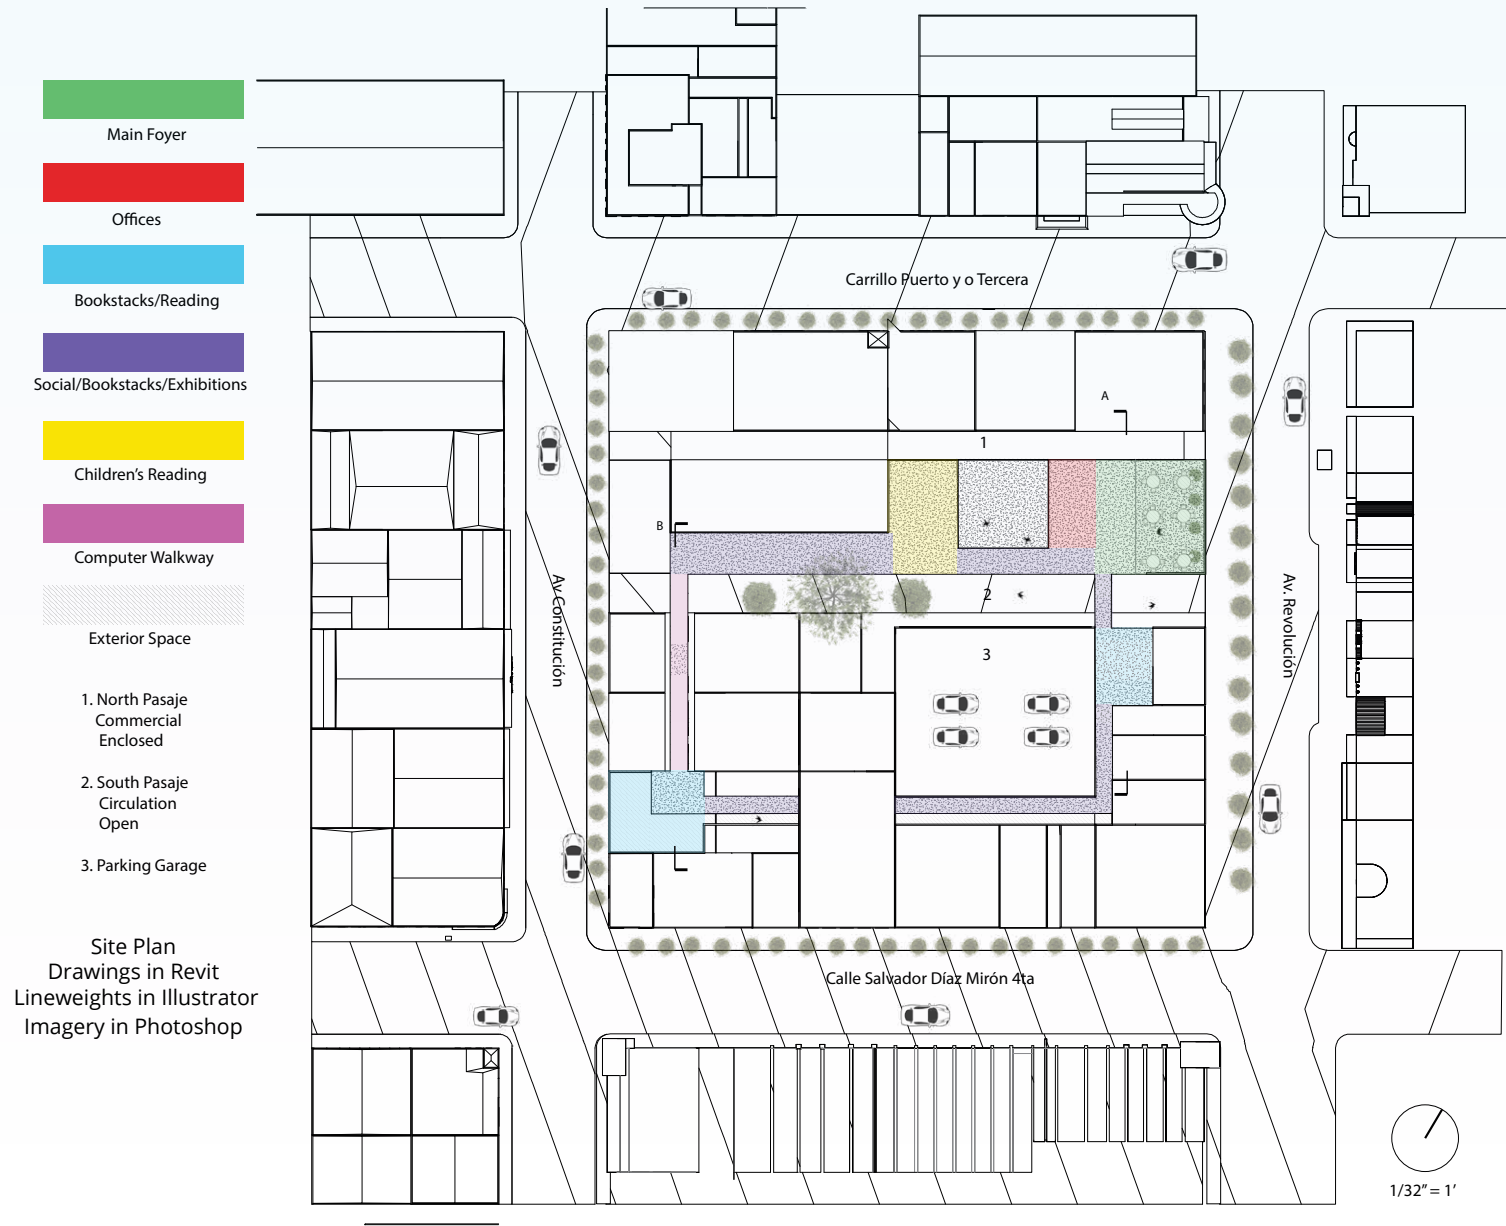 Main Foyer
Offices
Bookstacks/Reading
Social/Bookstacks/Exhibitions
Children's Reading
Computer Walkway
Exterior Space
1. North Pasaje
Commercial
Enclosed
2. South Pasaje
Circulation
Open
3. Parking Garage
Site Plan
Drawings in Revit
Lineweights in Illustrator
Imagery in Photoshop
Carrillo Puerto y o Tercera
A
1
B
2
3
Av Constitución
Av. Revolución
Calle Salvador Díaz Mirón 4ta
1/32" = 1'